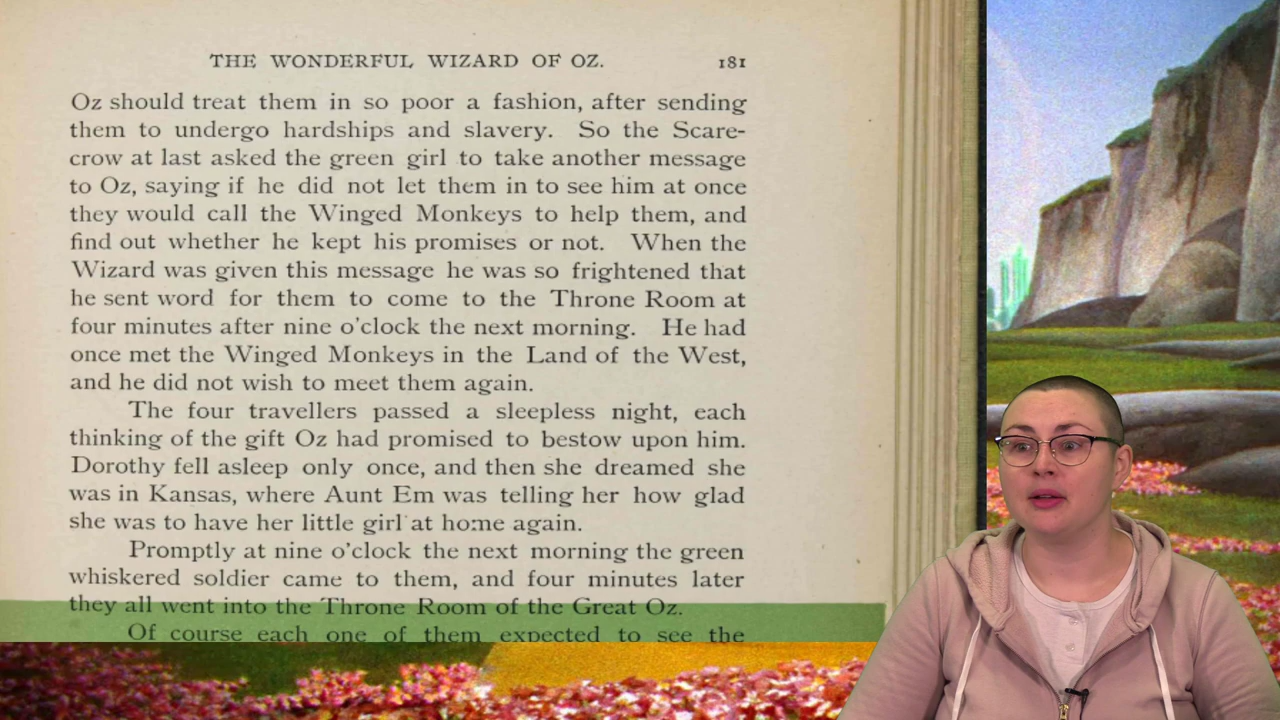 THE WONDERFUL WIZARD OF OZ. 181
Oz should treat them in so poor a fashion, after sending
them to undergo hardships and slavery. So the Scare-
crow at last asked the green girl to take another message
to Oz, saying if he did not let them in to see him at once
they would call the Winged Monkeys to help them, and
find out whether he kept his promises or not. When the
Wizard was given this message he was so frightened that
he sent word for them to come to the Throne Room at
four minutes after nine o'clock the next morning. He had
once met the Winged Monkeys in the Land of the West,
and he did not wish to meet them again.
The four travellers passed a sleepless night, each
thinking of the gift Oz had promised to bestow upon him.
Dorothy fell asleep only once, and then she dreamed she
was in Kansas, where Aunt Em was telling her how glad
she was to have her little girl at home again.
Promptly at nine o'clock the next morning the green
whiskered soldier came to them, and four minutes later
they all went into the Throne Room of the Great Oz.
Of course each one of them expected to see the